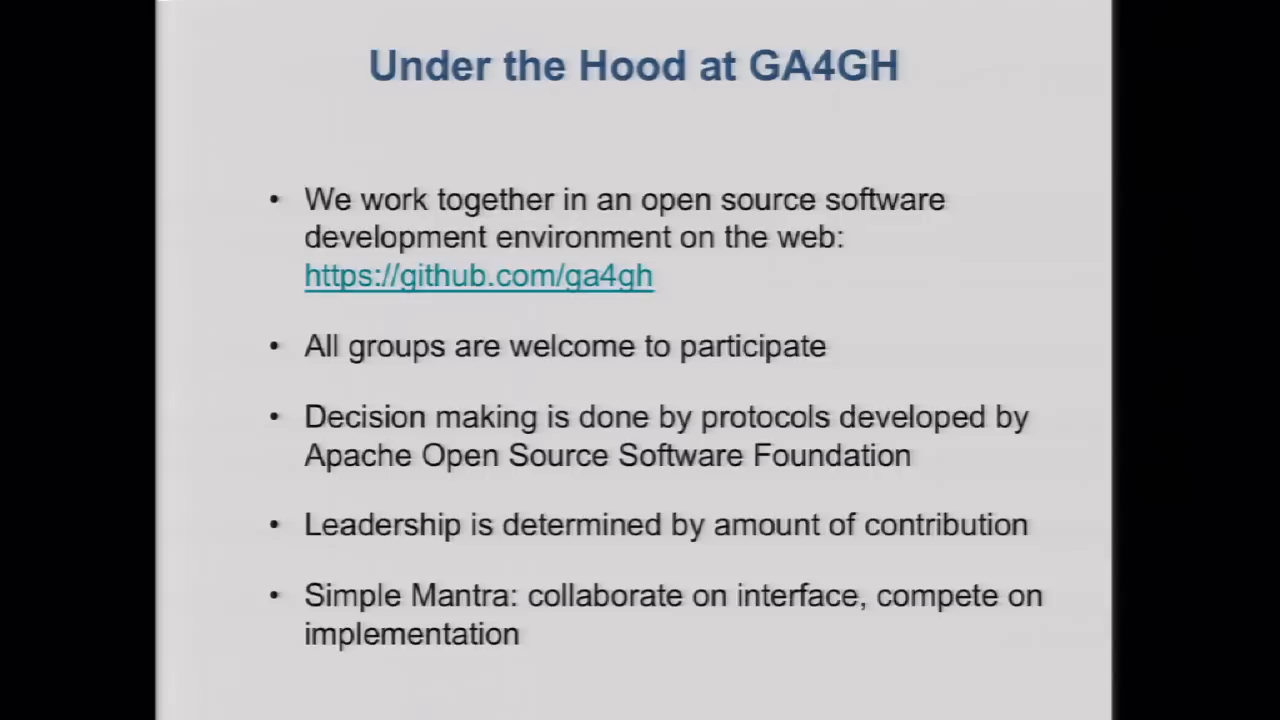 Under the Hood at GA4GH
• We work together in an open source software
development environment on the web:
https://github.com/ga4gh
• All groups are welcome to participate
• Decision making is done by protocols developed by
Apache Open Source Software Foundation
• Leadership is determined by amount of contribution
• Simple Mantra: collaborate on interface, compete on
implementation